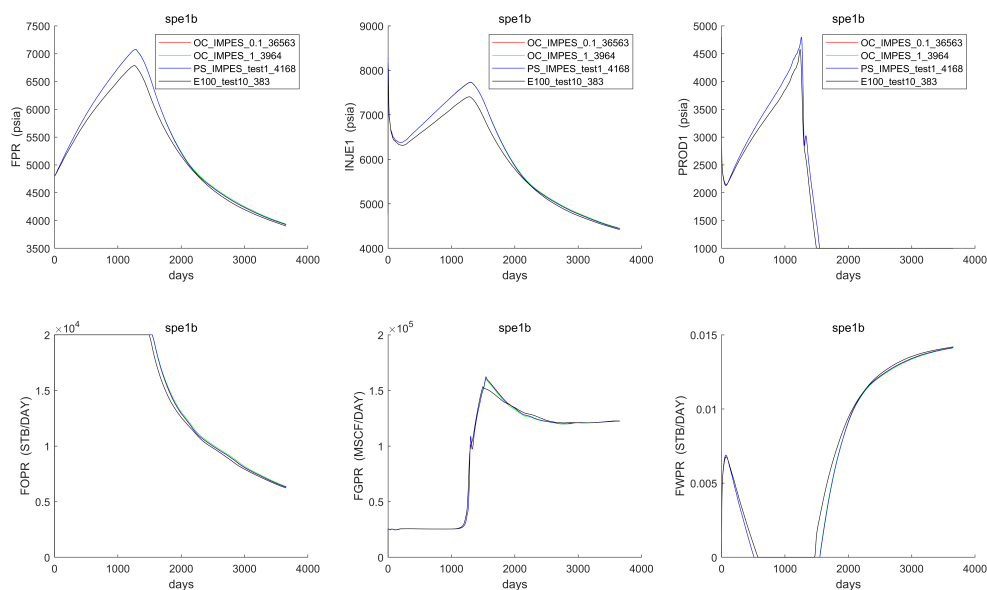 spe1b
7500
7000
6500
6000
5500
5000
4500
4000
3500
FPR (psia)
0 1000 2000 3000 4000
days
OC_IMPES_0.1_36563
OC_IMPES_1_3964
PS_IMPES_test1_4168
E100_test10_383
spe1b
9000
8000
7000
6000
5000
4000
INJE1 (psia)
0 1000 2000 3000 4000
days
OC_IMPES_0.1_36563
OC_IMPES_1_3964
PS_IMPES_test1_4168
E100_test10_383
spe1b
5000
4500
4000
3500
3000
2500
2000
1500
1000
PROD1 (psia)
0 1000 2000 3000 4000
days
OC_IMPES_0.1_36563
OC_IMPES_1_3964
PS_IMPES_test1_4168
E100_test10_383
spe1b
×10⁴
2
1.5
1
0.5
0
FOPR (STB/DAY)
0 1000 2000 3000 4000
days
spe1b
×10⁵
2
1.5
1
0.5
0
FGPR (MSCF/DAY)
0 1000 2000 3000 4000
days
spe1b
0.015
0.01
0.005
0
FWPR (STB/DAY)
0 1000 2000 3000 4000
days